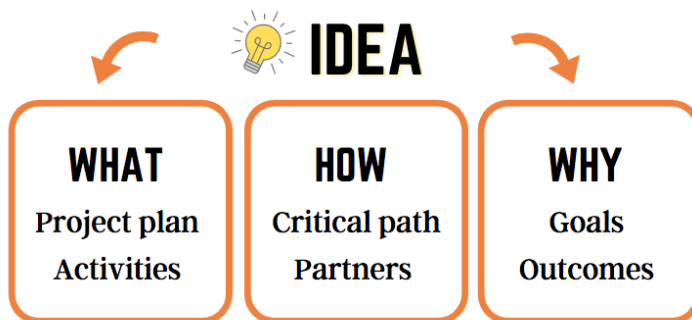 IDEA
WHAT
Project plan
Activities
HOW
Critical path
Partners
WHY
Goals
Outcomes